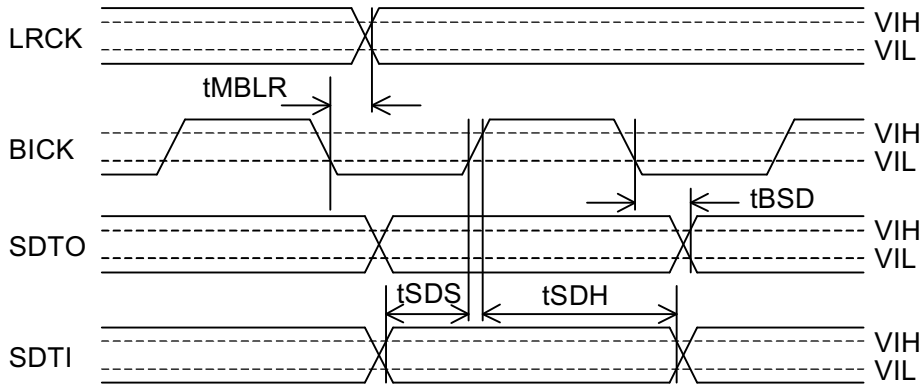 LRCK VIH
VIL
tMBLR
BICK VIH
VIL
tBSD
SDTO VIH
VIL
tSDS tSDH
SDTI VIH
VIL